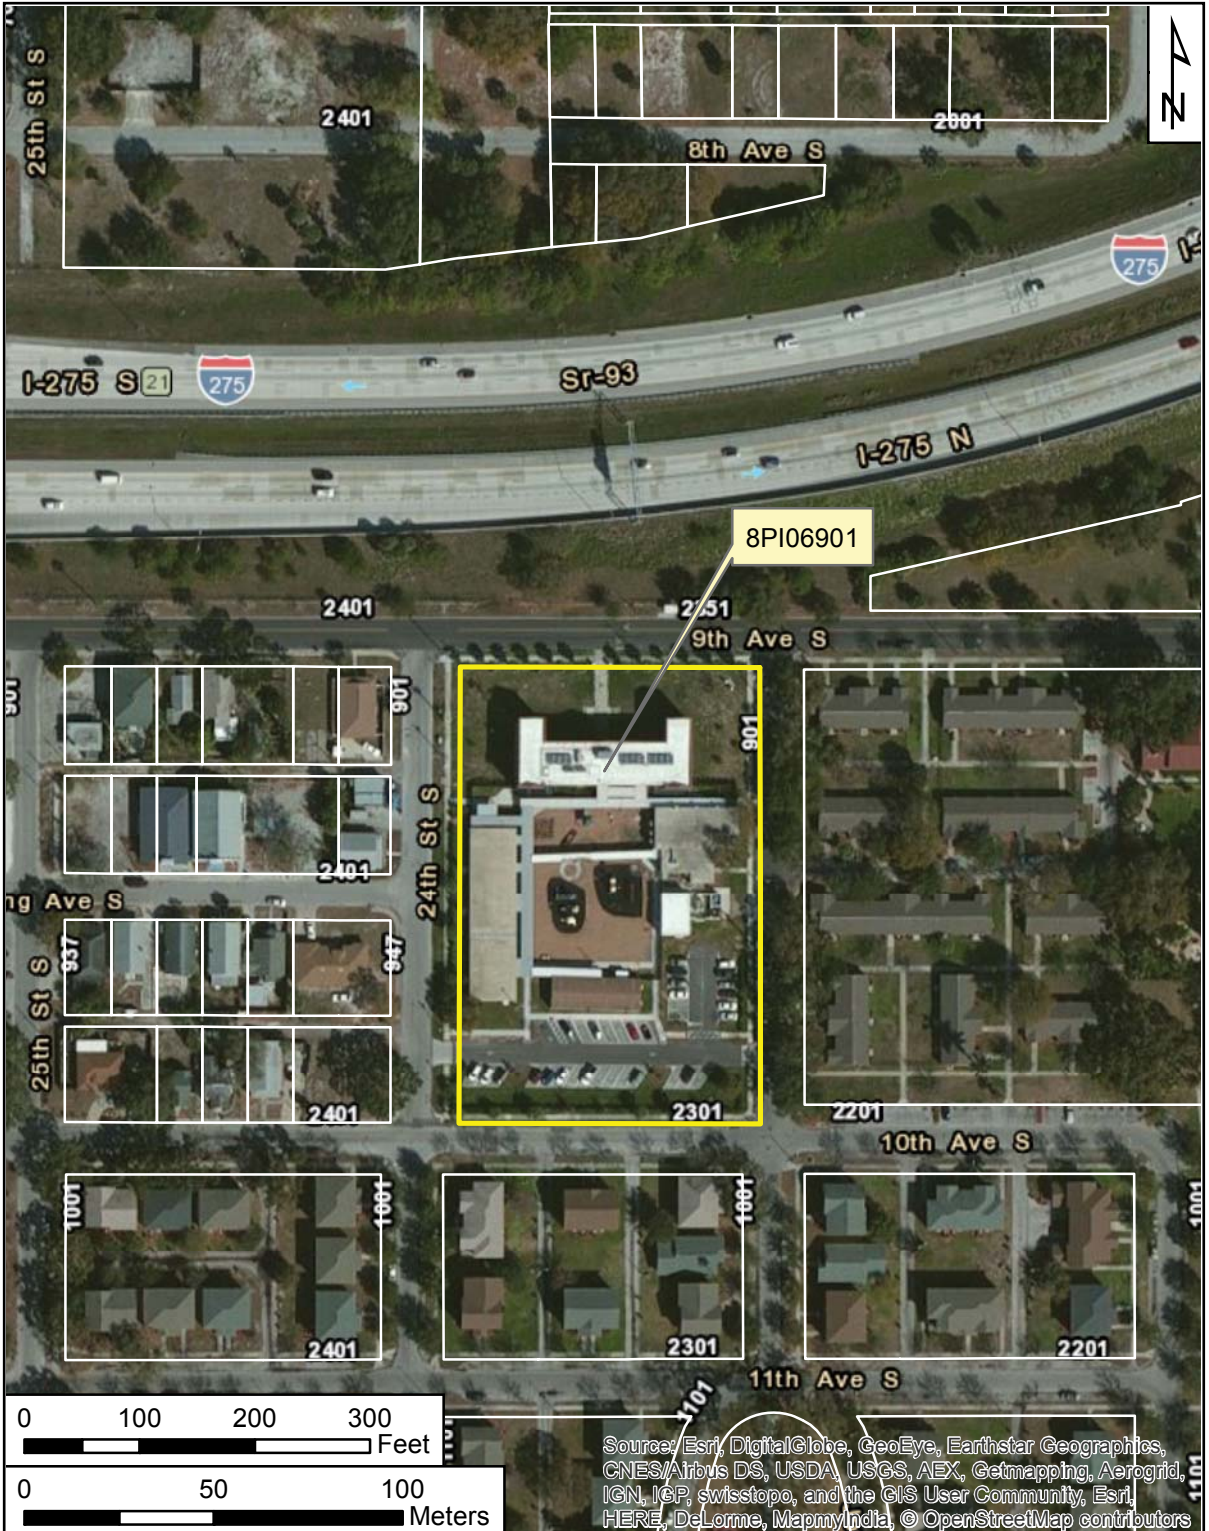 25th St S
2401
2001
8th Ave S
N
275
I-275 S
21
275
Sr-93
I-275 N
8PI06901
2401
2351
9th Ave S
901
901
901
24th St S
2401
ng Ave S
937
947
25th St S
2401
2301
2201
10th Ave S
1001
1001
1001
1001
2401
2301
2201
11th Ave S
1101
1101
0 100 200 300
Feet
0 50 100
Meters
Source: Esri, DigitalGlobe, GeoEye, Earthstar Geographics,
CNES/Airbus DS, USDA, USGS, AEX, Getmapping, Aerogrid,
IGN, IGP, swisstopo, and the GIS User Community, Esri,
HERE, DeLorme, MapmyIndia, © OpenStreetMap contributors